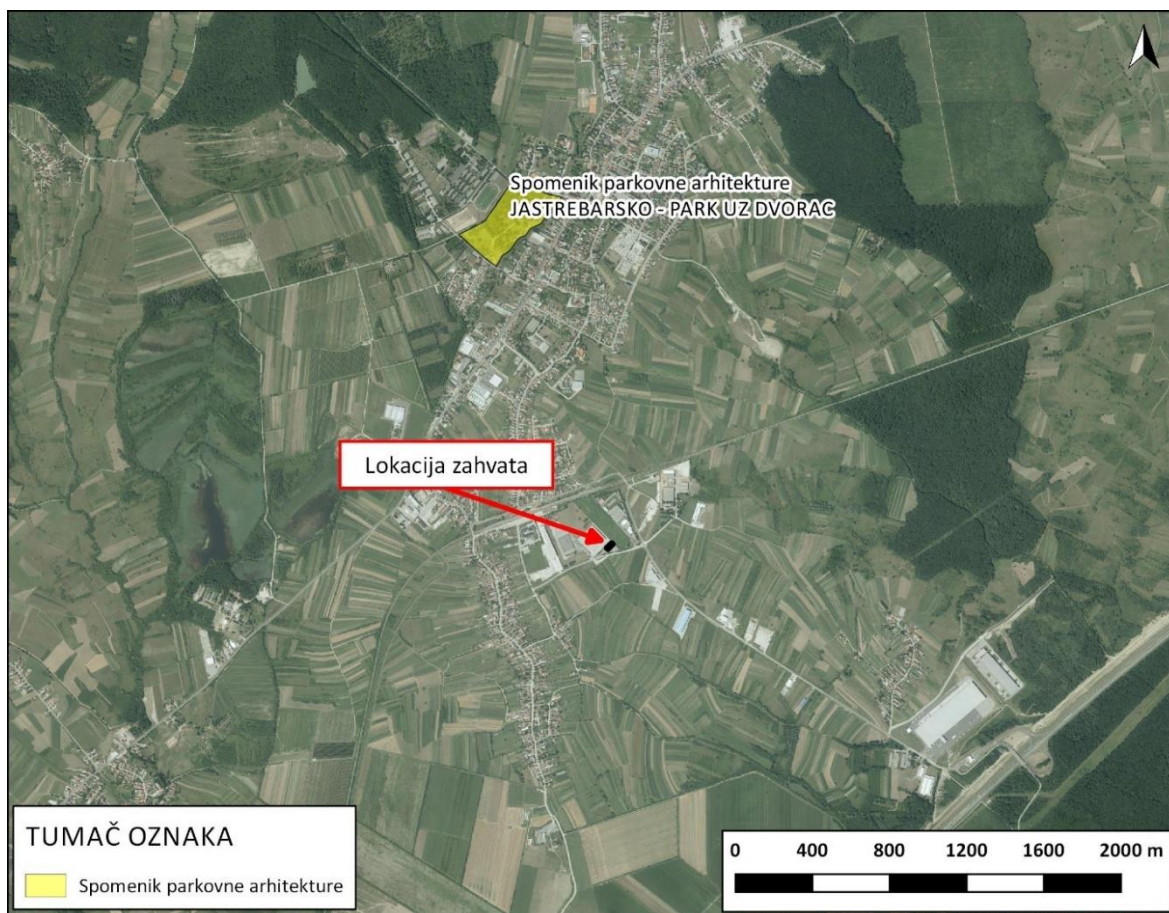 Spomenik parkovne arhitekture
JASTREBARSKO - PARK UZ DVORAC
Lokacija zahvata
TUMAČ OZNAKA
Spomenik parkovne arhitekture
0 400 800 1200 1600 2000 m